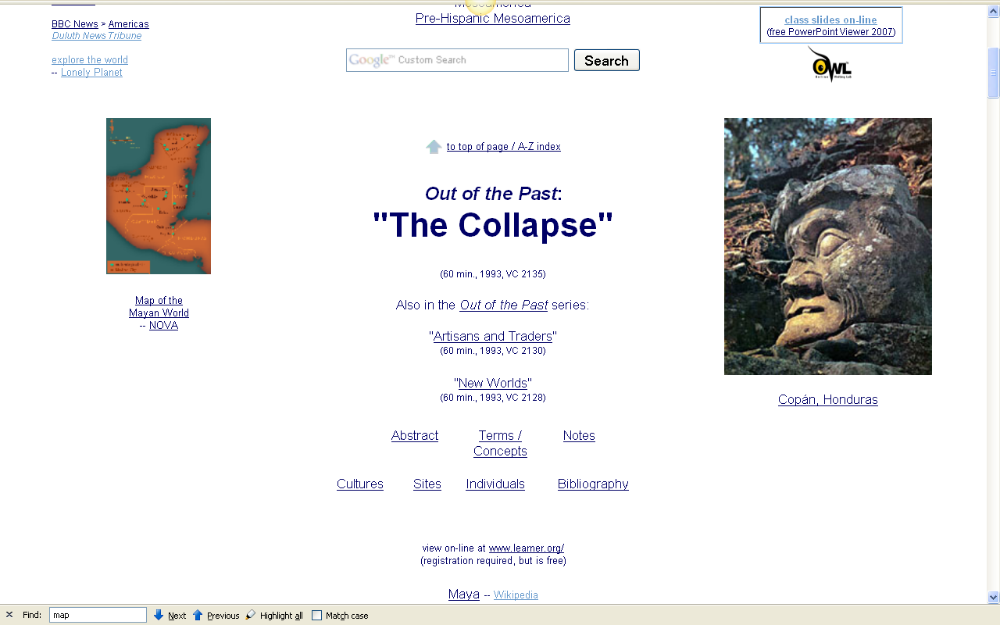 Mesoamerica
Pre-Hispanic Mesoamerica
BBC News > Americas
Duluth News Tribune
explore the world
-- Lonely Planet
class slides on-line
(free PowerPoint Viewer 2007)
OWL
Google™ Custom Search
Search
to top of page / A-Z index
Out of the Past:
"The Collapse"
(60 min., 1993, VC 2135)
Also in the Out of the Past series:
"Artisans and Traders"
(60 min., 1993, VC 2130)
"New Worlds"
(60 min., 1993, VC 2128)
Map of the
Mayan World
-- NOVA
Copán, Honduras
Abstract Terms / Notes
Concepts
Cultures Sites Individuals Bibliography
view on-line at www.learner.org/
(registration required, but is free)
Maya -- Wikipedia
Find: map Next Previous Highlight all Match case